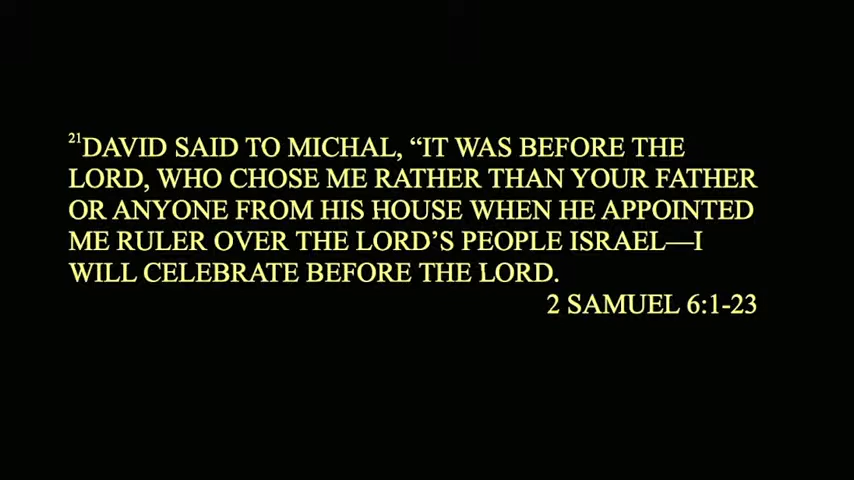 21DAVID SAID TO MICHAL, “IT WAS BEFORE THE
LORD, WHO CHOSE ME RATHER THAN YOUR FATHER
OR ANYONE FROM HIS HOUSE WHEN HE APPOINTED
ME RULER OVER THE LORD’S PEOPLE ISRAEL—I
WILL CELEBRATE BEFORE THE LORD.
2 SAMUEL 6:1-23